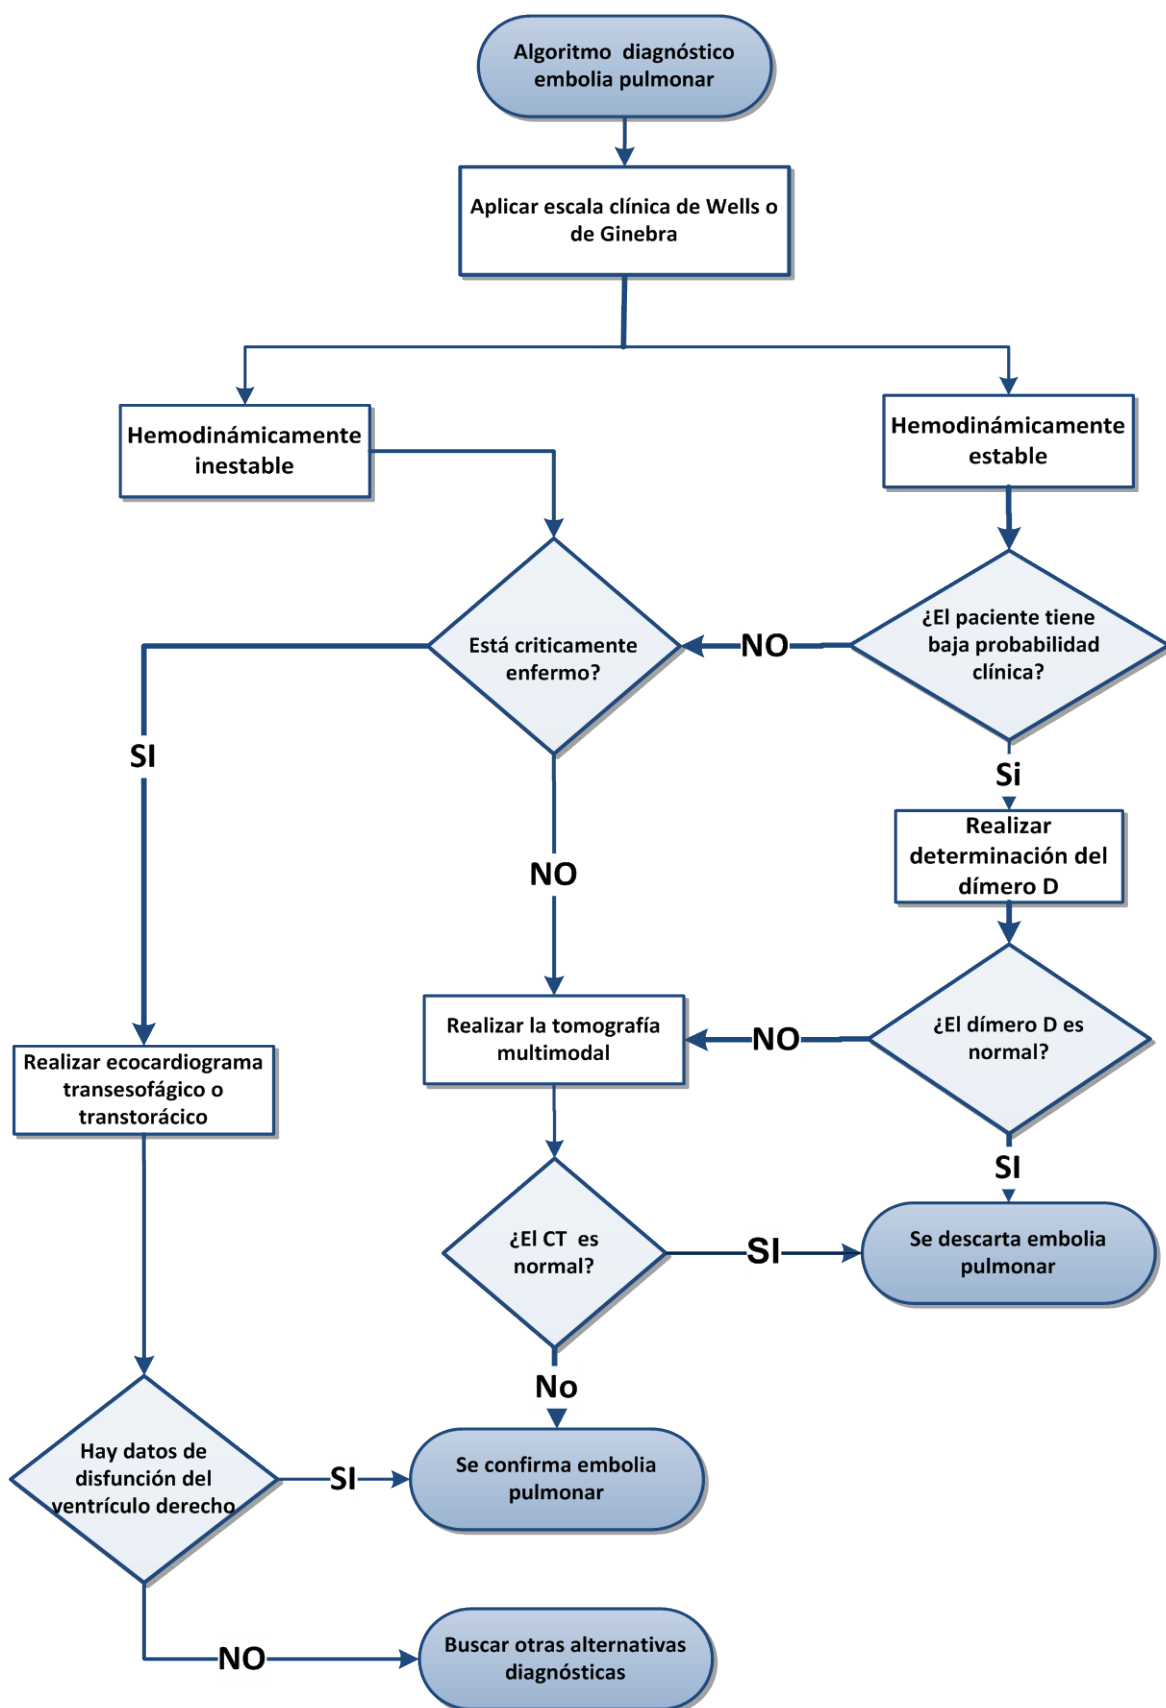 Algoritmo diagnóstico
embolia pulmonar
Aplicar escala clínica de Wells o
de Ginebra
Hemodinámicamente
inestable
Hemodinámicamente
estable
Está criticamente
enfermo?
NO
¿El paciente tiene
baja probabilidad
clínica?
SI
Si
NO
Realizar
determinación del
dímero D
Realizar la tomografía
multimodal
NO
¿El dímero D es
normal?
Realizar ecocardiograma
transesofágico o
transtorácico
SI
¿El CT es
normal?
SI
Se descarta embolia
pulmonar
No
Hay datos de
disfunción del
ventrículo derecho
SI
Se confirma embolia
pulmonar
NO
Buscar otras alternativas
diagnósticas